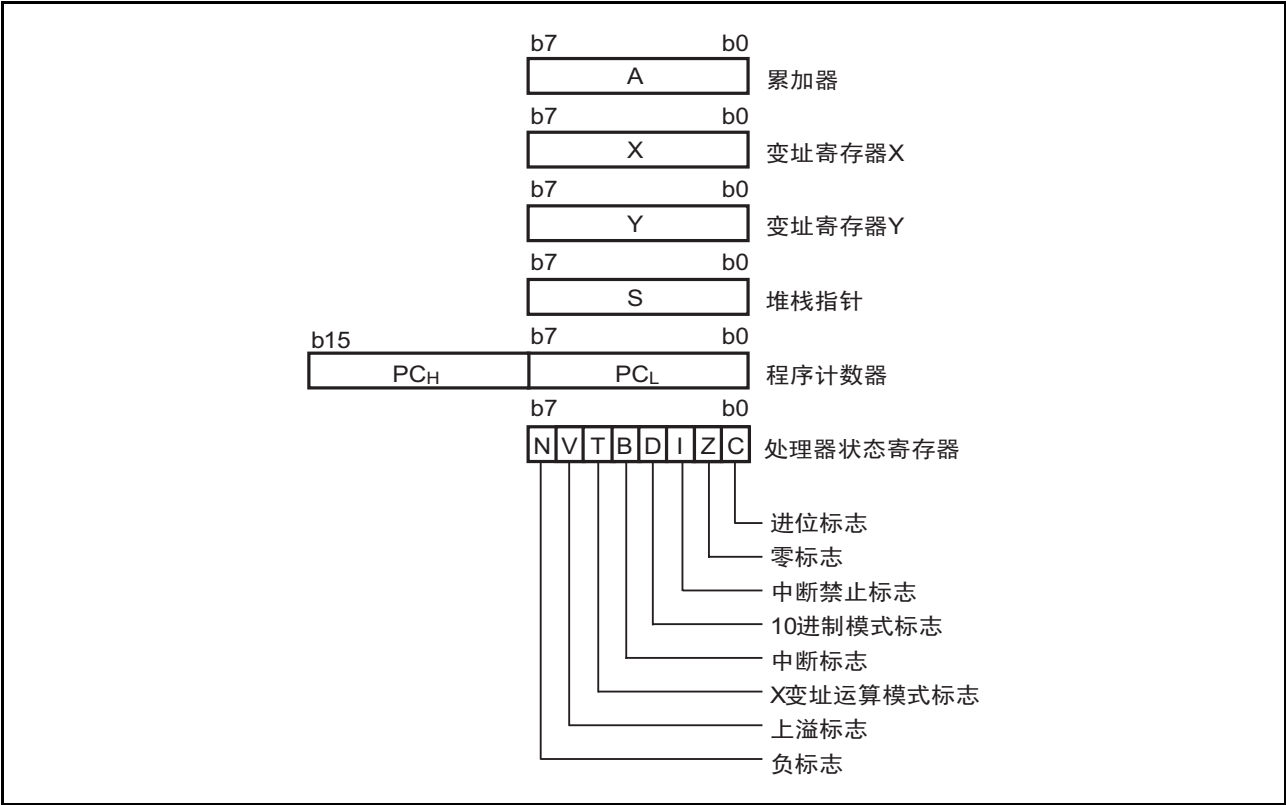 b7 b0
A 累加器
b7 b0
X 变址寄存器X
b7 b0
Y 变址寄存器Y
b7 b0
S 堆栈指针
b15 b7 b0
PCH PCL 程序计数器
b7 b0
N V T B D I Z C 处理器状态寄存器
进位标志
零标志
中断禁止标志
10进制模式标志
中断标志
X变址运算模式标志
上溢标志
负标志